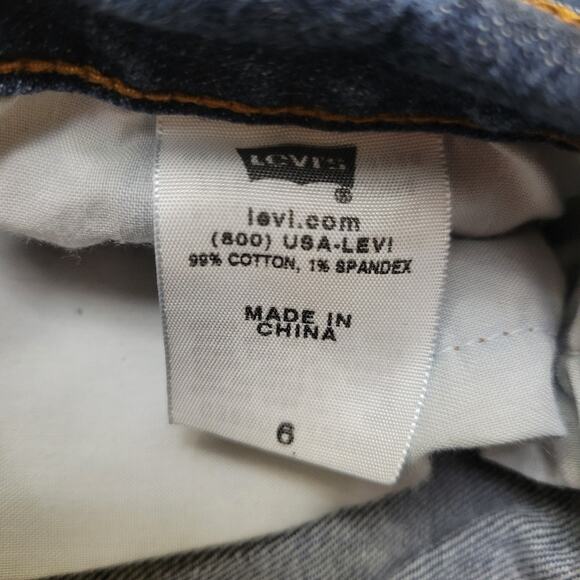 LEVI'S
®
levi.com
(800) USA-LEVI
99% COTTON, 1% SPANDEX
MADE IN
CHINA
6